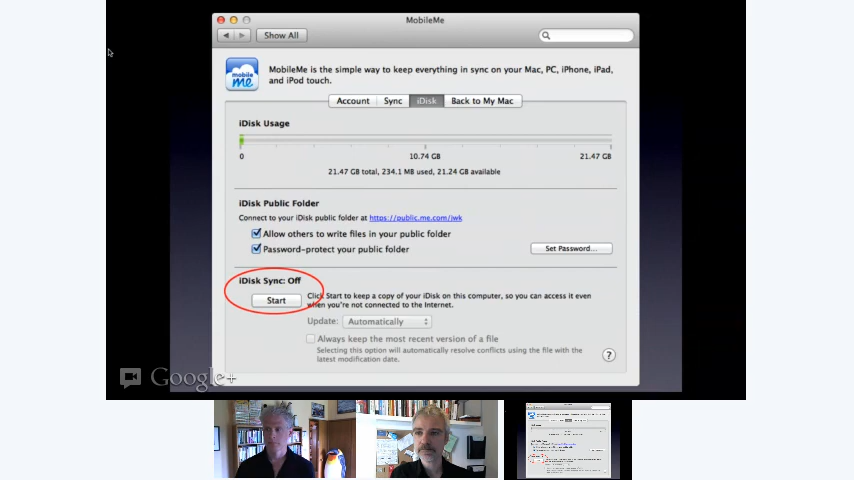 MobileMe
Show All
mobile
me
MobileMe is the simple way to keep everything in sync on your Mac, PC, iPhone, iPad,
and iPod touch.
Account Sync iDisk Back to My Mac
iDisk Usage
0 10.74 GB 21.47 GB
21.47 GB total, 234.1 MB used, 21.24 GB available
iDisk Public Folder
Connect to your iDisk public folder at https://public.me.com/iwk
Allow others to write files in your public folder
Password-protect your public folder Set Password...
iDisk Sync: Off
Start
Click Start to keep a copy of your iDisk on this computer, so you can access it even
when you're not connected to the Internet.
Update: Automatically
Always keep the most recent version of a file
Selecting this option will automatically resolve conflicts using the file with the
latest modification date.
?
Google+